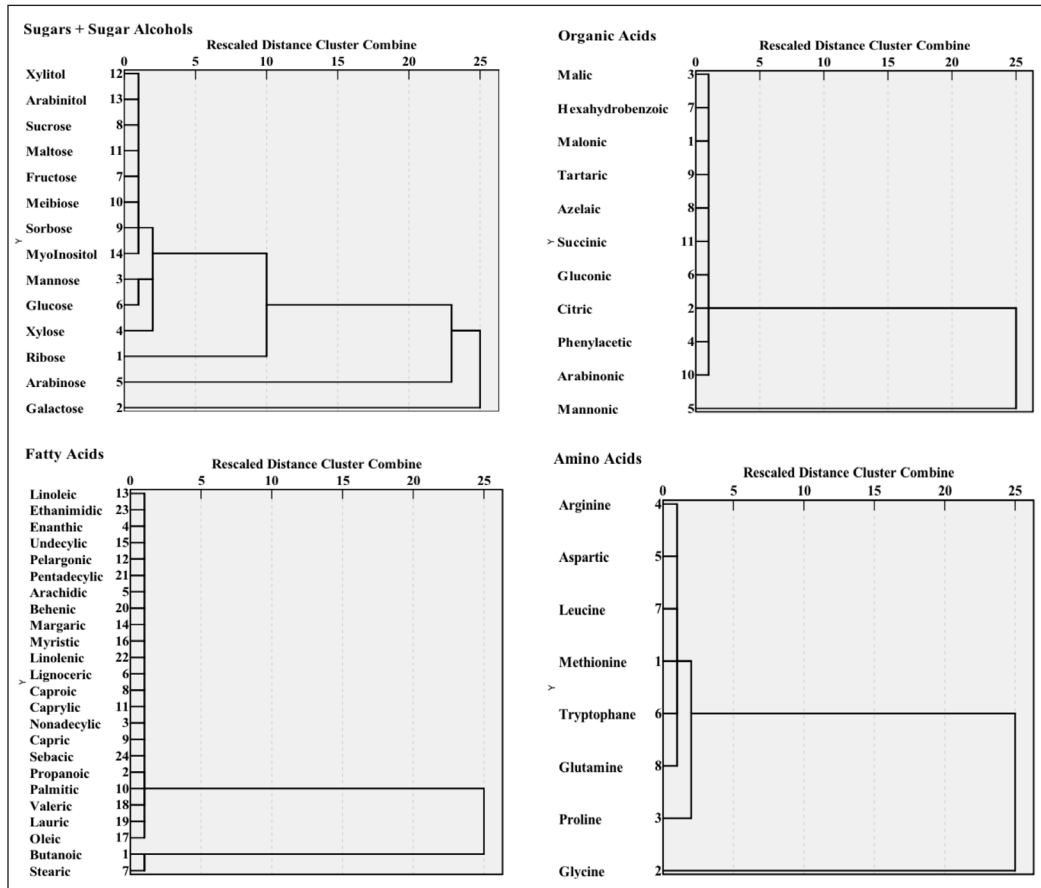 Sugars + Sugar Alcohols
Rescaled Distance Cluster Combine
0 5 10 15 20 25
Xylitol 12
Arabinitol 13
Sucrose 8
Maltose 11
Fructose 7
Meibiose 10
Sorbose 9
Y
MyoInositol 14
Mannose 3
Glucose 6
Xylose 4
Ribose 1
Arabinose 5
Galactose 2
Organic Acids
Rescaled Distance Cluster Combine
0 5 10 15 20 25
Malic 3
Hexahydrobenzoic 7
Malonic 1
Tartaric 9
Azelaic 8
Y Succinic 11
Gluconic 6
Citric 2
Phenylacetic 4
Arabinonic 10
Mannonic 5
Fatty Acids
Rescaled Distance Cluster Combine
0 5 10 15 20 25
Linoleic 13
Ethanimidic 23
Enanthic 4
Undecylic 15
Pelargonic 12
Pentadecylic 21
Arachidic 5
Behenic 20
Margaric 14
Myristic 16
Linolenic 22
Lignoceric 6
Y
Caproic 8
Caprylic 11
Nonadecylic 3
Capric 9
Sebacic 24
Propanoic 2
Palmitic 10
Valeric 18
Lauric 19
Oleic 17
Butanoic 1
Stearic 7
Amino Acids
Rescaled Distance Cluster Combine
0 5 10 15 20 25
Arginine 4
Aspartic 5
Leucine 7
Methionine 1
Y
Tryptophane 6
Glutamine 8
Proline 3
Glycine 2